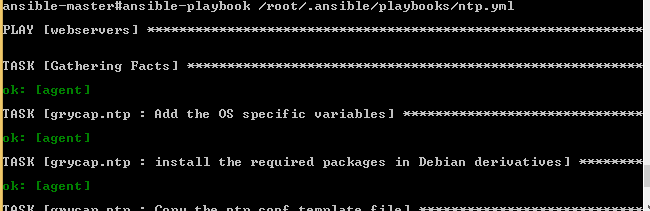 ansible-master#ansible-playbook /root/.ansible/playbooks/ntp.yml
PLAY [webservers] *************************************************************
TASK [Gathering Facts] ********************************************************
ok: [agent]
TASK [grycap.ntp : Add the OS specific variables] *****************************
ok: [agent]
TASK [grycap.ntp : install the required packages in Debian derivatives] ********
ok: [agent]
TASK [grycap.ntp : Copy the ntp.conf template file] ****************************